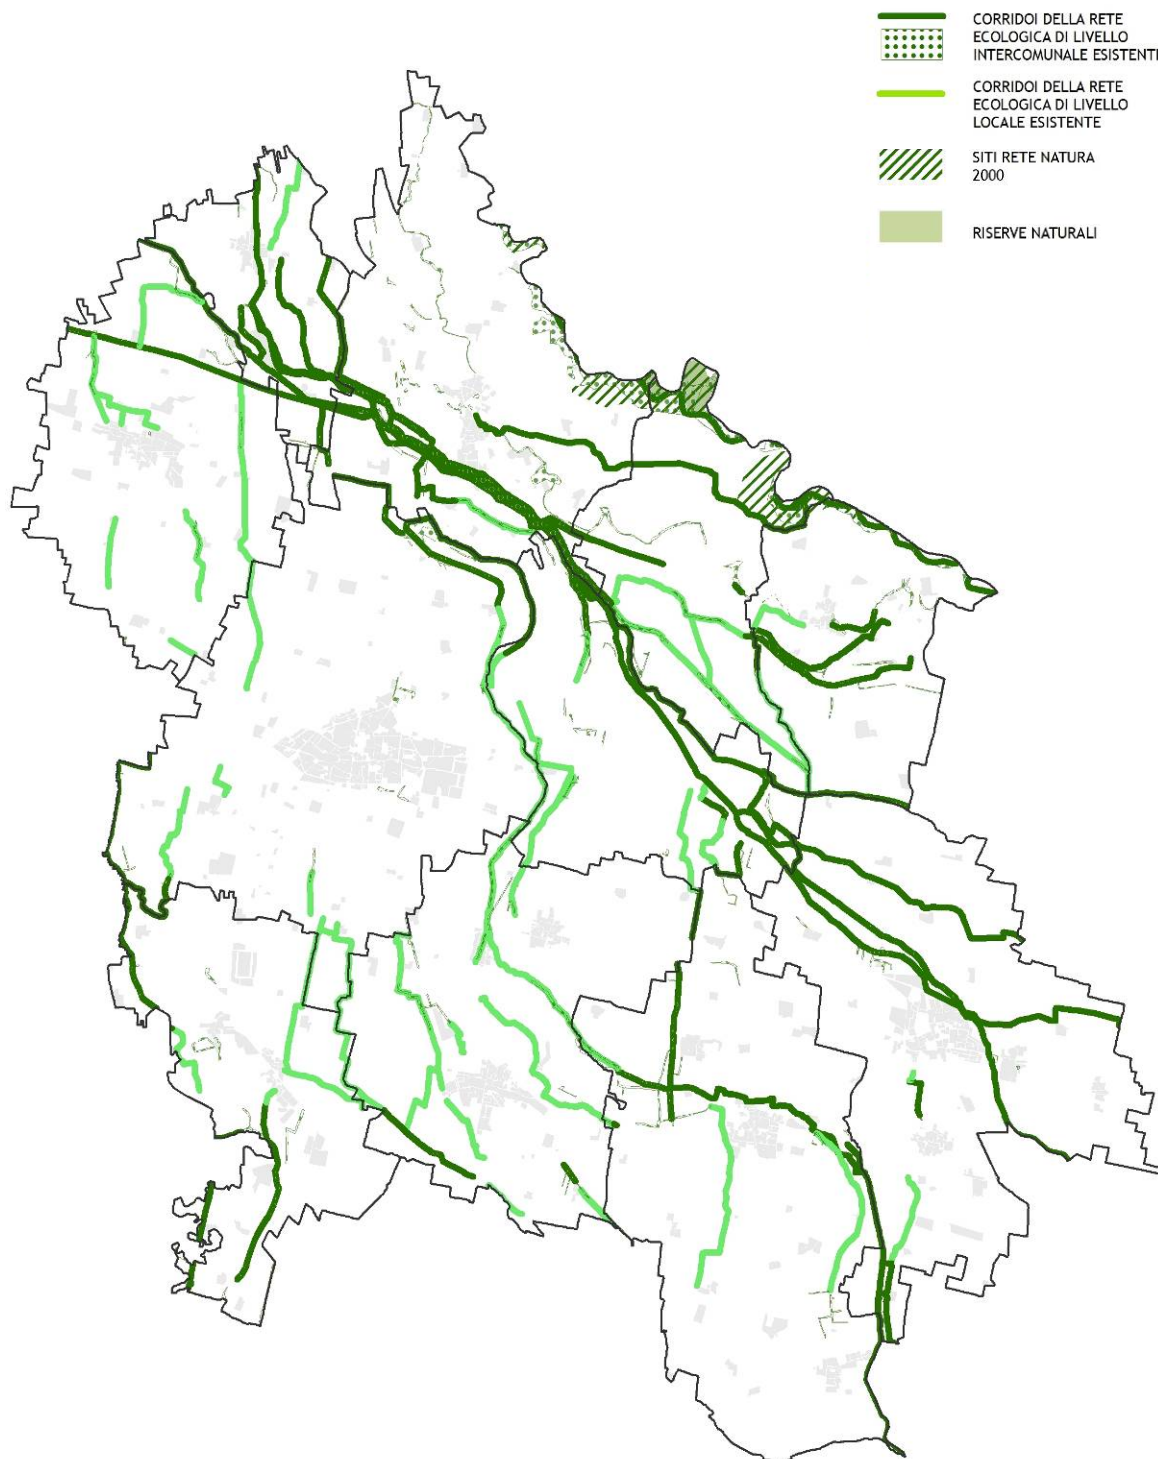 CORRIDOI DELLA RETE
ECOLOGICA DI LIVELLO
INTERCOMUNALE ESISTENTI
CORRIDOI DELLA RETE
ECOLOGICA DI LIVELLO
LOCALE ESISTENTE
SITI RETE NATURA
2000
RISERVE NATURALI